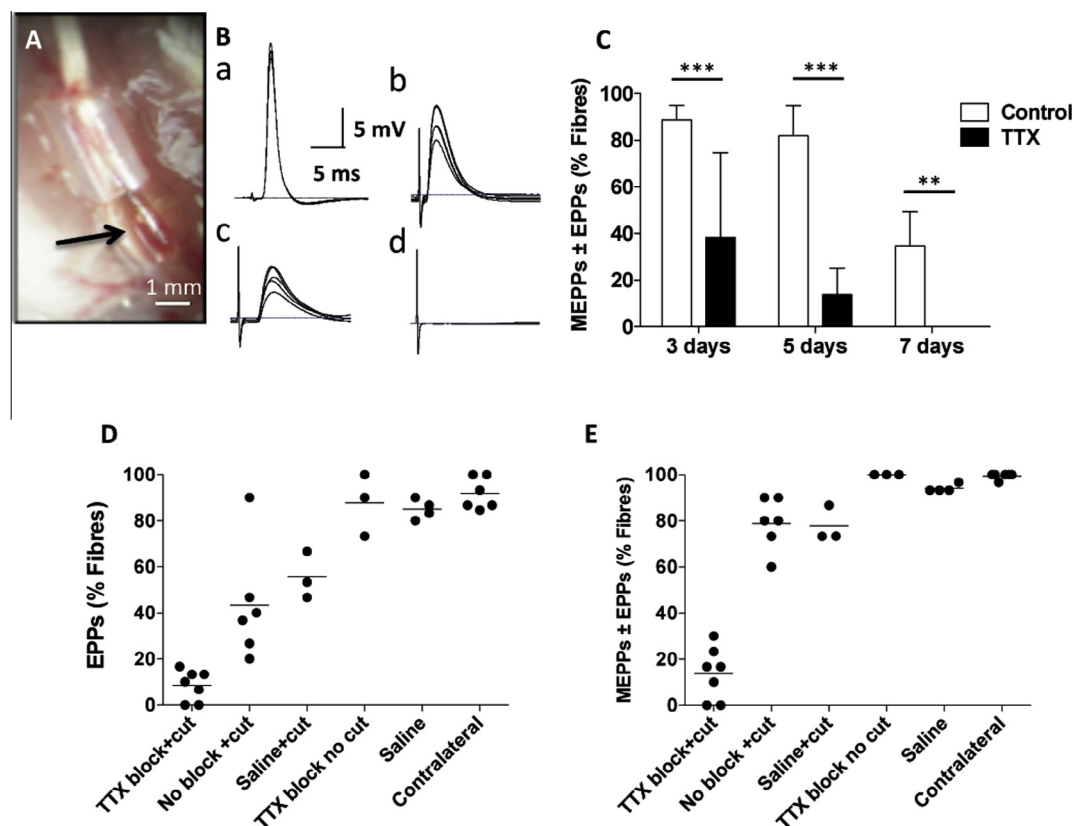 A
1 mm
B
a
5 mV
5 ms
b
c
d
C
***
***
**
Control
TTX
MEPPs ± EPPs (% Fibres)
100
80
60
40
20
0
3 days
5 days
7 days
D
EPPs (% Fibres)
100
80
60
40
20
0
TTX block+cut
No block +cut
Saline+cut
TTX block no cut
Saline
Contralateral
E
MEPPs ± EPPs (% Fibres)
100
80
60
40
20
0
TTX block+cut
No block +cut
Saline+cut
TTX block no cut
Saline
Contralateral